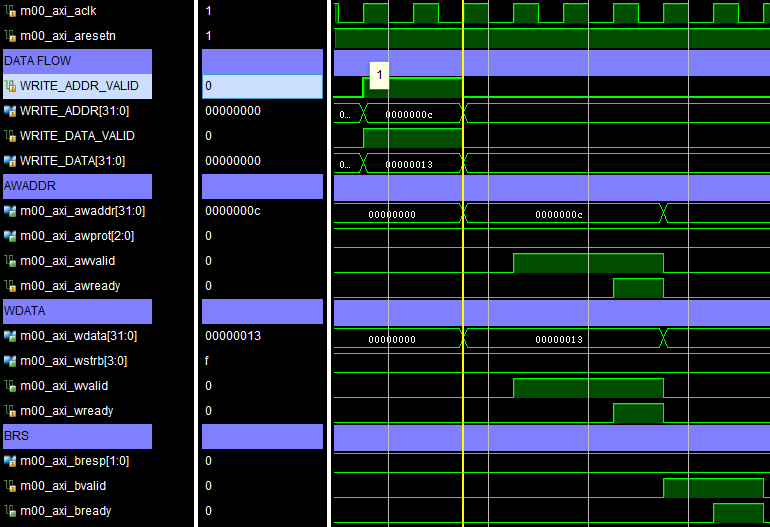 m00_axi_aclk 1
m00_axi_aresetn 1
DATA FLOW
WRITE_ADDR_VALID 0 1
WRITE_ADDR[31:0] 00000000 0... 0000000c
WRITE_DATA_VALID 0
WRITE_DATA[31:0] 00000000 0... 00000013
AWADDR
m00_axi_awaddr[31:0] 0000000c 00000000 0000000c
m00_axi_awprot[2:0] 0
m00_axi_awvalid 0
m00_axi_awready 0
WDATA
m00_axi_wdata[31:0] 00000013 00000000 00000013
m00_axi_wstrb[3:0] f
m00_axi_wvalid 0
m00_axi_wready 0
BRS
m00_axi_bresp[1:0] 0
m00_axi_bvalid 0
m00_axi_bready 0